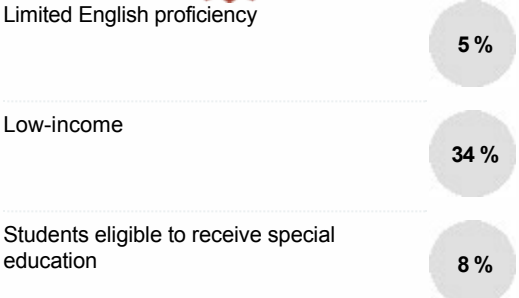 Limited English proficiency
5 %
Low-income
34 %
Students eligible to receive special
education
8 %